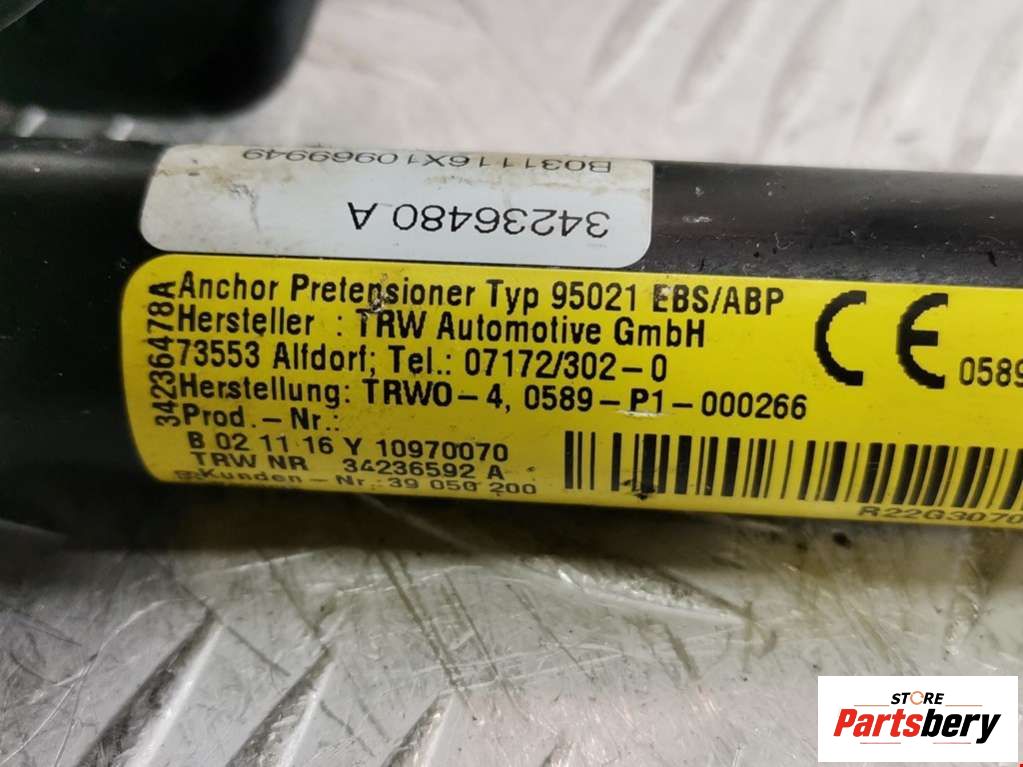 B031116X10969949
34236480 A
34236478A
Anchor Pretensioner Typ 95021 EBS/ABP
Hersteller : TRW Automotive GmbH
73553 Alfdorf; Tel.: 07172/302-0
Herstellung: TRWO-4, 0589-P1-000266
Prod.-Nr.:
B 02 11 16 Y 10970070
TRW NR 34236592 A
Kunden-Nr.:39 050 200
CE 0589
R22G3070
STORE
Partsbery